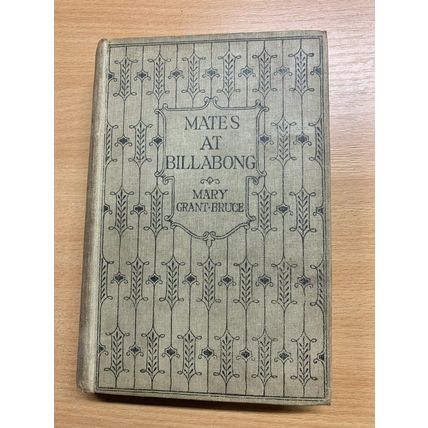 MATES
AT
BILLABONG
MARY
GRANT-BRUCE